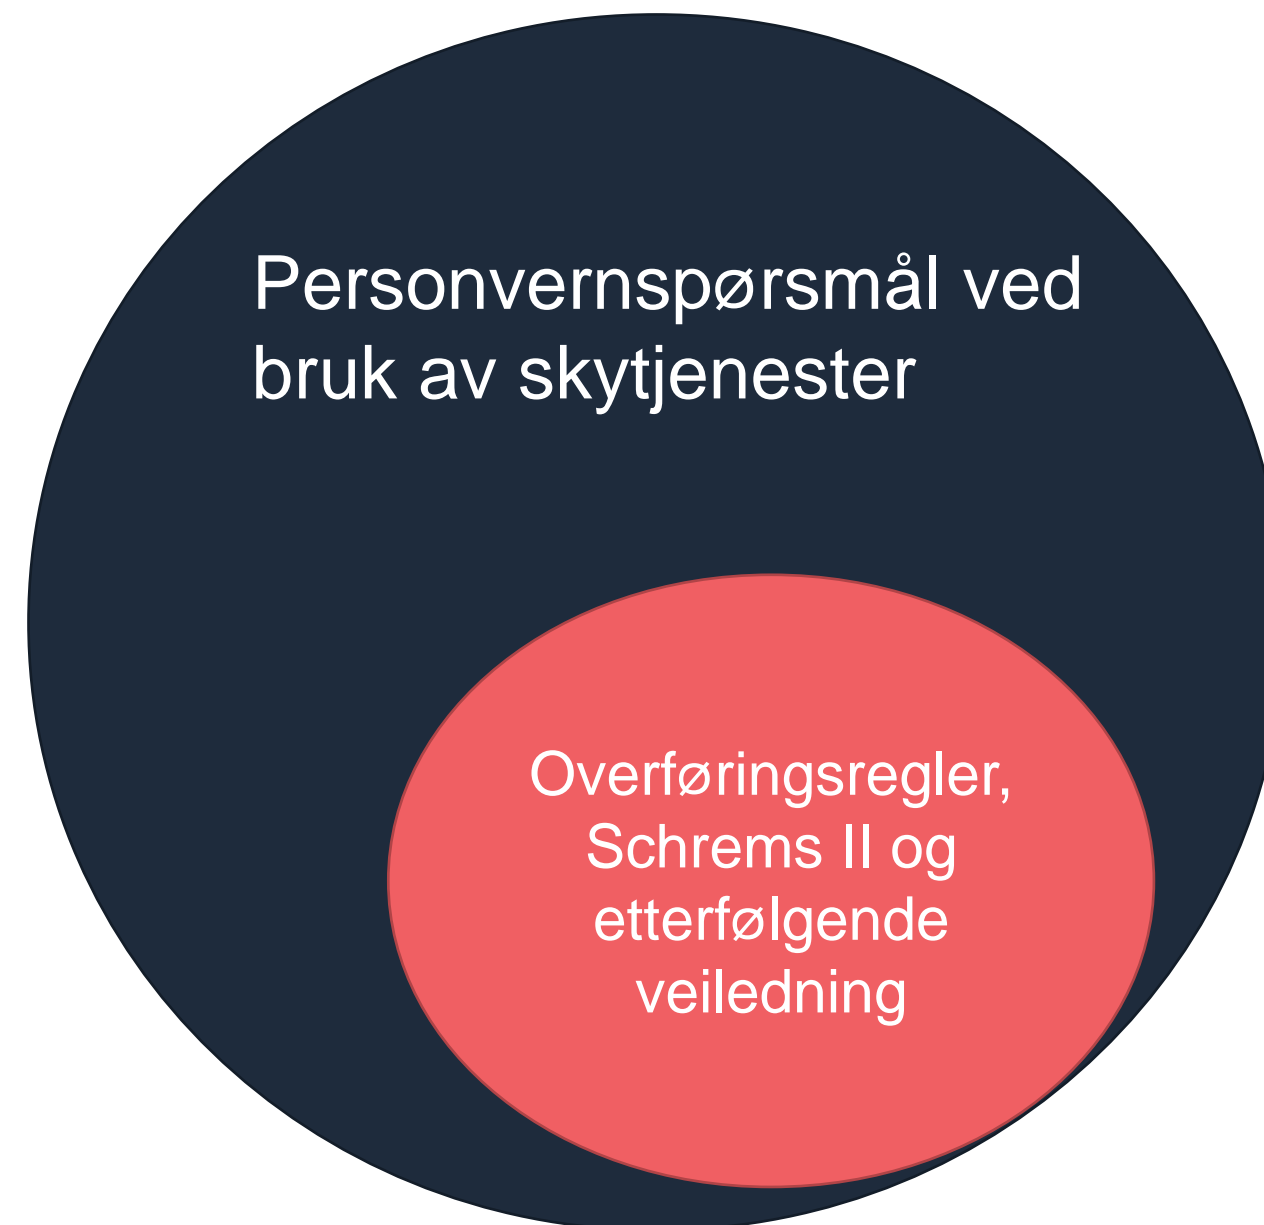 Personvernspørsmål ved
bruk av skytjenester
Overføringsregler,
Schrems II og
etterfølgende
veiledning